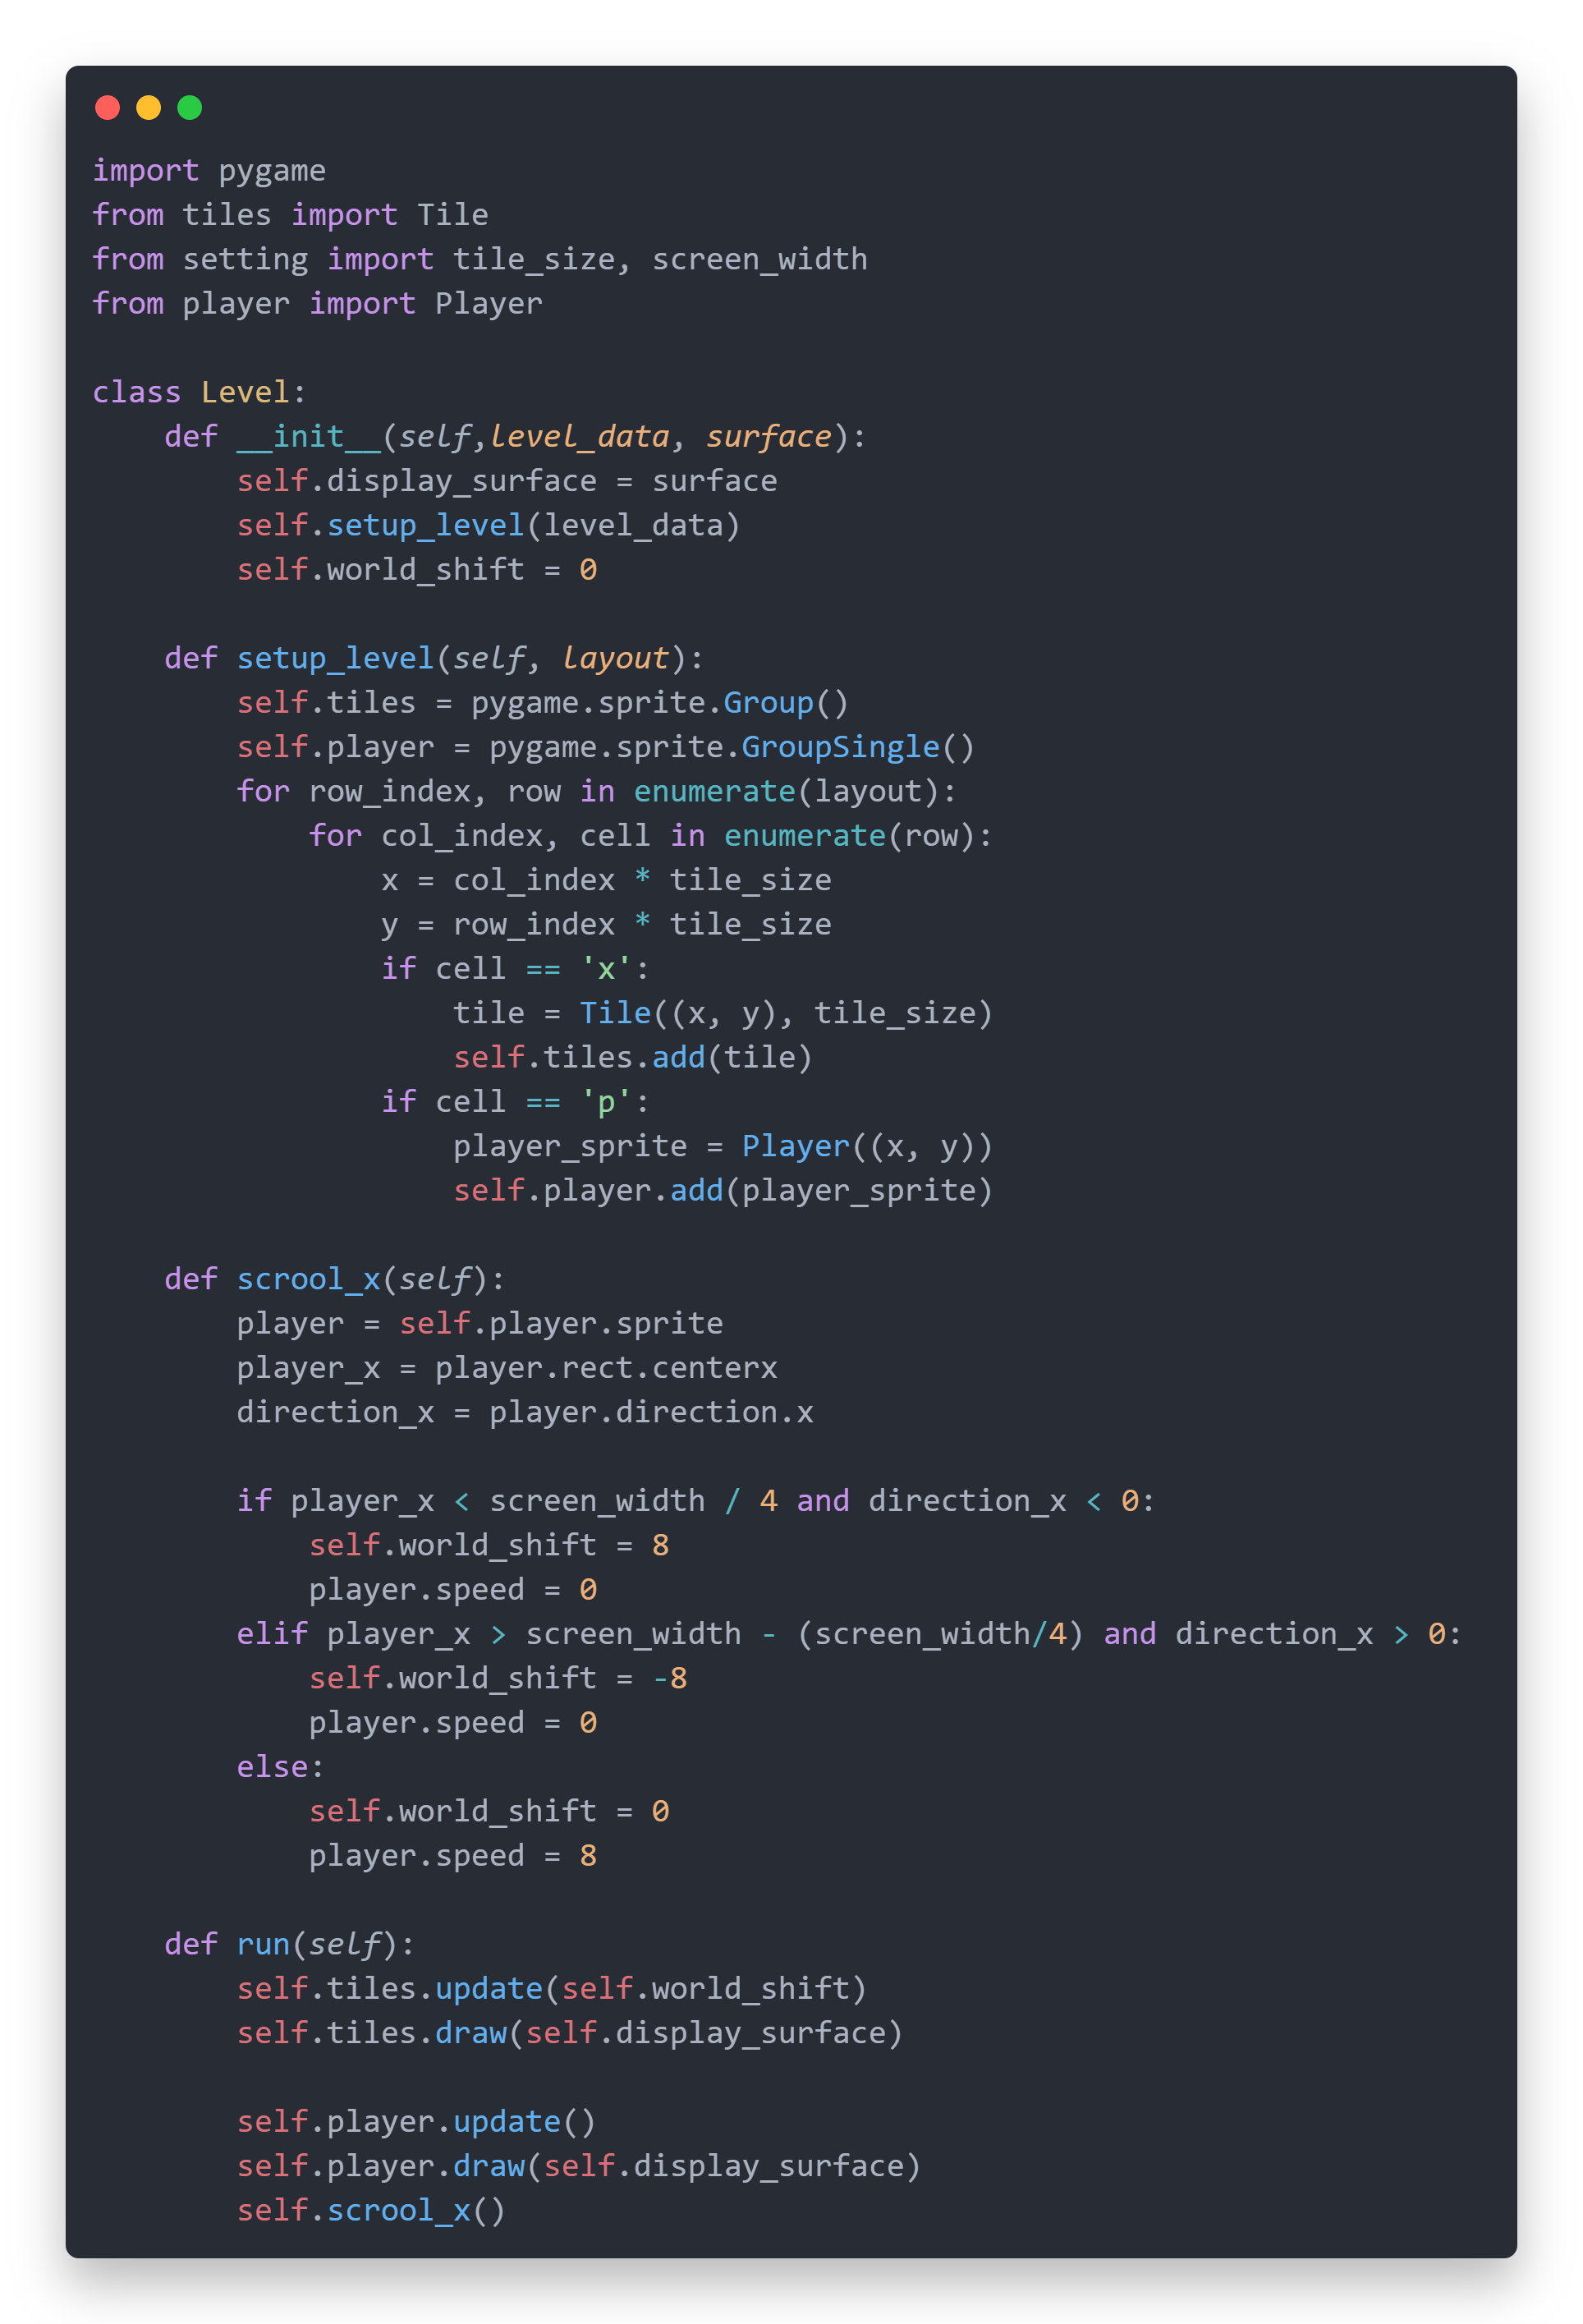 import pygame
from tiles import Tile
from setting import tile_size, screen_width
from player import Player

class Level:
    def __init__(self,level_data, surface):
        self.display_surface = surface
        self.setup_level(level_data)
        self.world_shift = 0

    def setup_level(self, layout):
        self.tiles = pygame.sprite.Group()
        self.player = pygame.sprite.GroupSingle()
        for row_index, row in enumerate(layout):
            for col_index, cell in enumerate(row):
                x = col_index * tile_size
                y = row_index * tile_size
                if cell == 'x':
                    tile = Tile((x, y), tile_size)
                    self.tiles.add(tile)
                if cell == 'p':
                    player_sprite = Player((x, y))
                    self.player.add(player_sprite)

    def scrool_x(self):
        player = self.player.sprite
        player_x = player.rect.centerx
        direction_x = player.direction.x

        if player_x < screen_width / 4 and direction_x < 0:
            self.world_shift = 8
            player.speed = 0
        elif player_x > screen_width - (screen_width/4) and direction_x > 0:
            self.world_shift = -8
            player.speed = 0
        else:
            self.world_shift = 0
            player.speed = 8

    def run(self):
        self.tiles.update(self.world_shift)
        self.tiles.draw(self.display_surface)

        self.player.update()
        self.player.draw(self.display_surface)
        self.scrool_x()